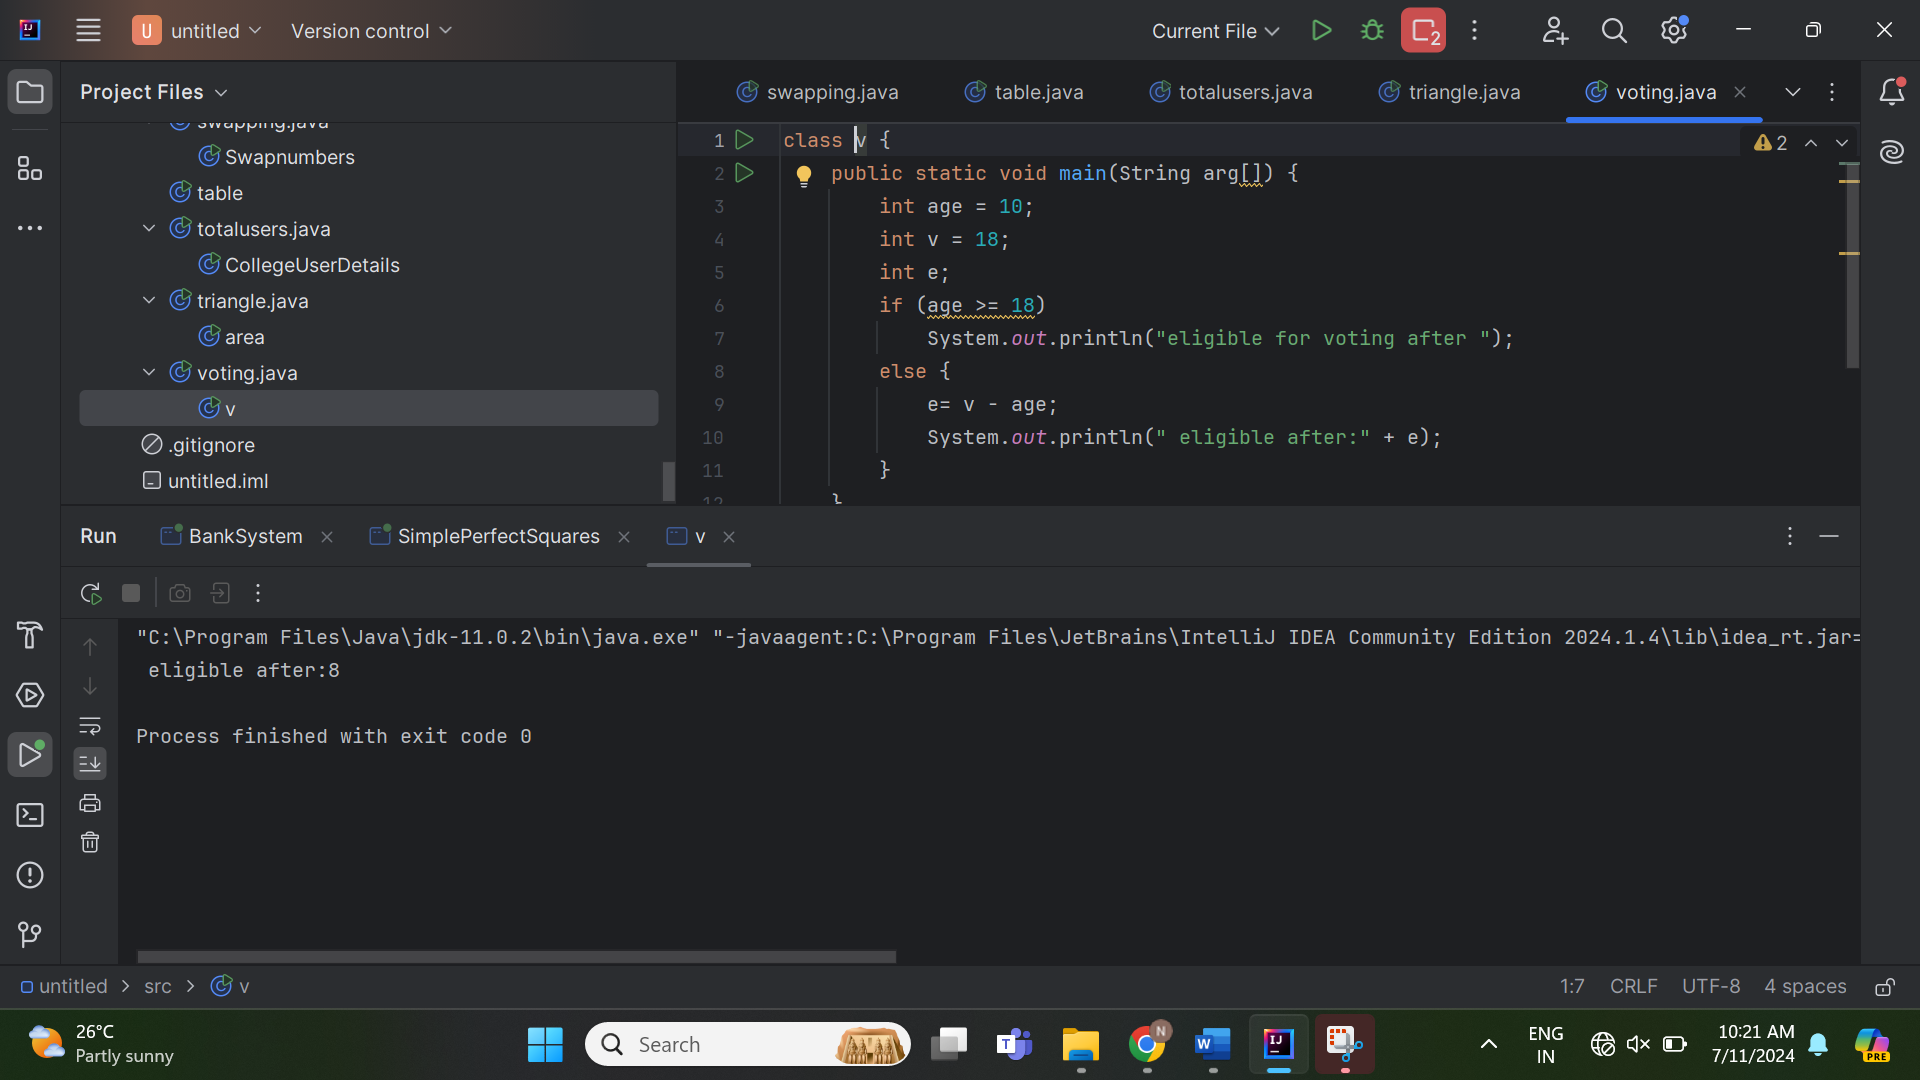 U untitled Version control Current File 2
Project Files
swapping.java
Swapnumbers
table
totalusers.java
CollegeUserDetails
triangle.java
area
voting.java
v
.gitignore
untitled.iml
swapping.java table.java totalusers.java triangle.java voting.java
1 class v {
2 public static void main(String arg[]) {
3 int age = 10;
4 int v = 18;
5 int e;
6 if (age >= 18)
7 System.out.println("eligible for voting after ");
8 else {
9 e= v - age;
10 System.out.println(" eligible after:" + e);
11 }
12 }
2
Run BankSystem SimplePerfectSquares v
"C:\Program Files\Java\jdk-11.0.2\bin\java.exe" "-javaagent:C:\Program Files\JetBrains\IntelliJ IDEA Community Edition 2024.1.4\lib\idea_rt.jar=
eligible after:8
Process finished with exit code 0
untitled > src > v
1:7 CRLF UTF-8 4 spaces
26°C
Partly sunny
Search
ENG
IN
10:21 AM
7/11/2024
PRE